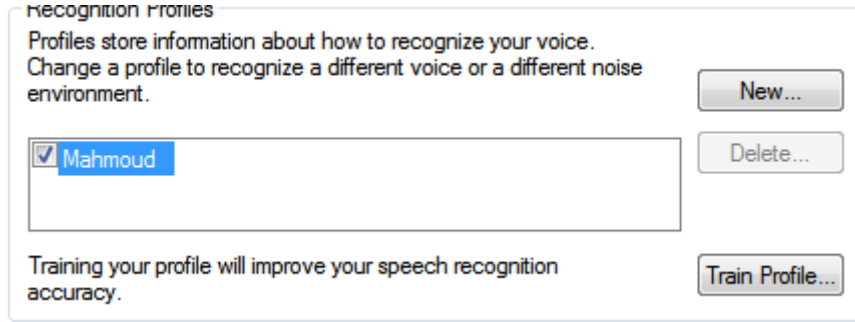 Recognition Profiles
Profiles store information about how to recognize your voice.
Change a profile to recognize a different voice or a different noise
environment.
New...
Mahmoud
Delete...
Training your profile will improve your speech recognition
accuracy.
Train Profile...